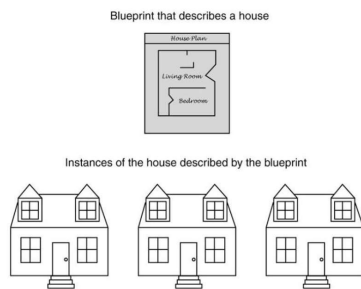 Blueprint that describes a house
House Plan
Living Room
Bedroom
Instances of the house described by the blueprint